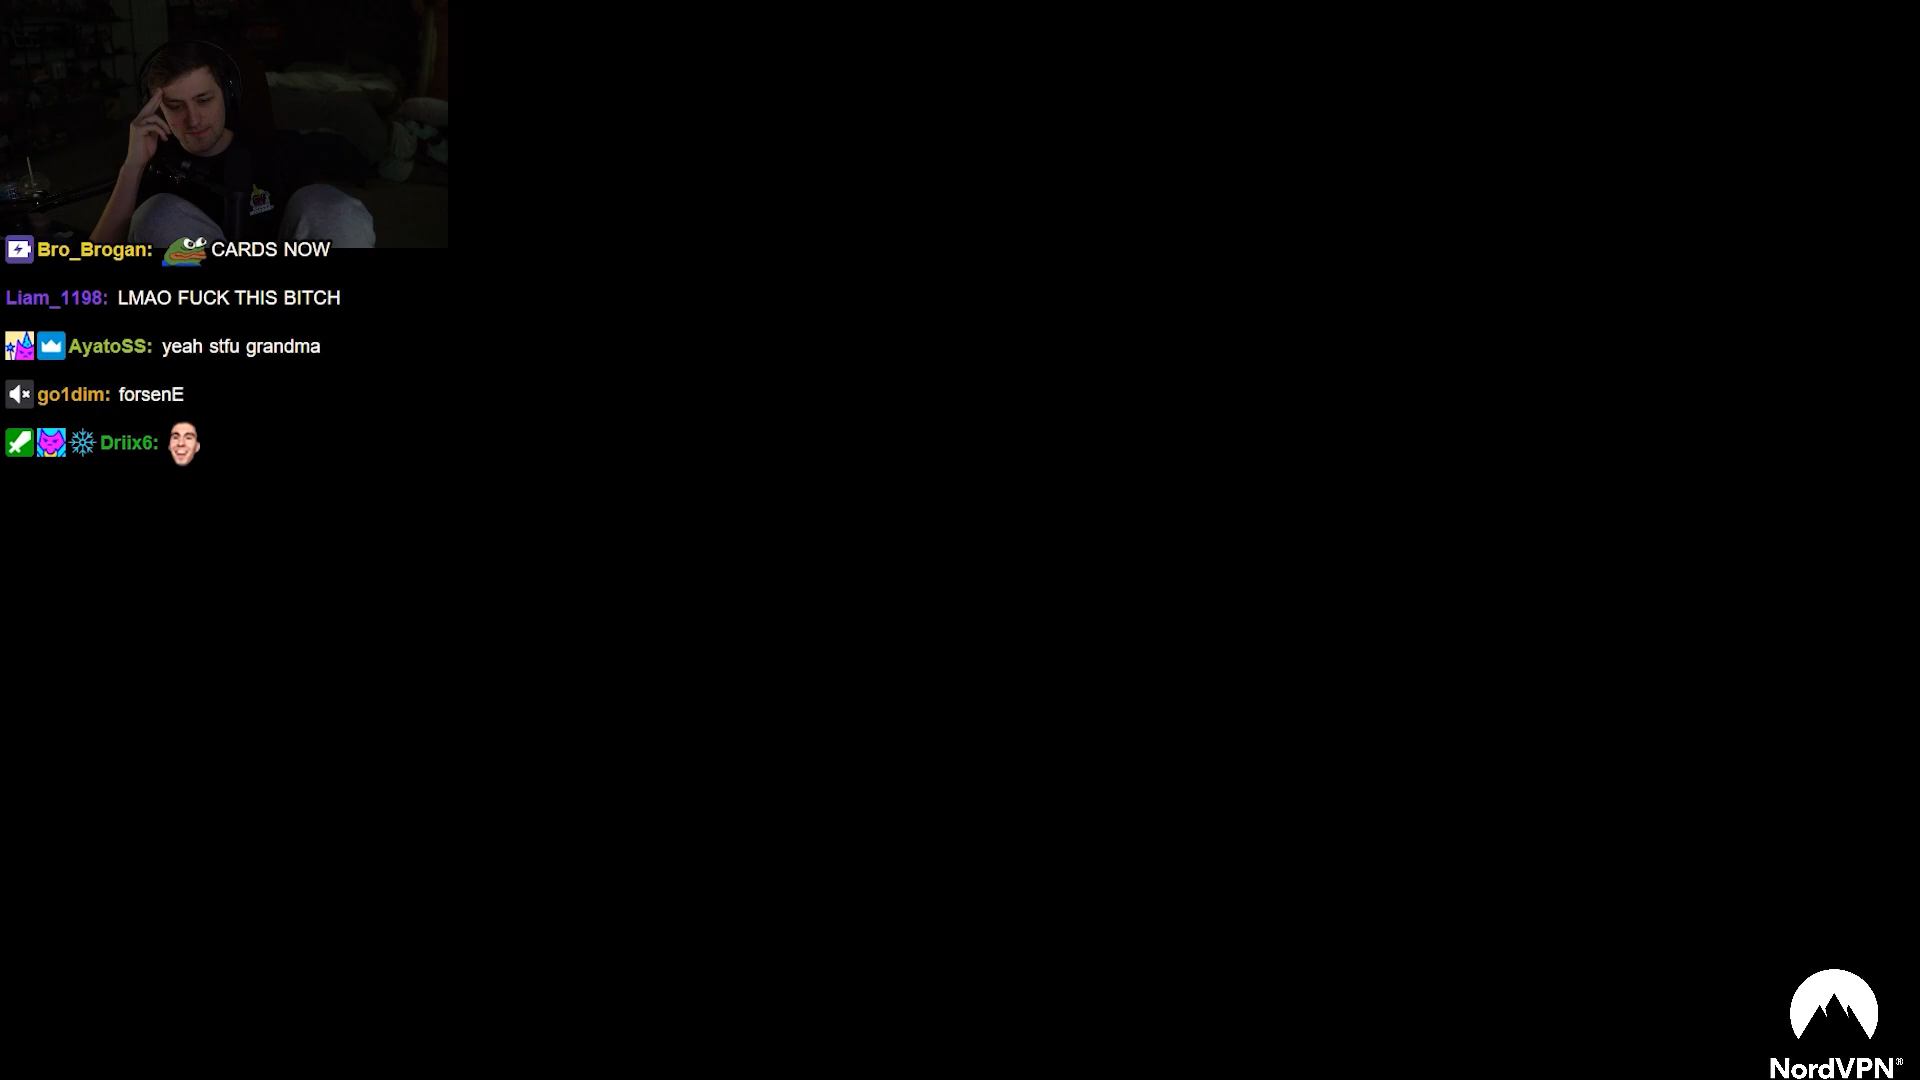 Bro_Brogan: CARDS NOW
Liam_1198: LMAO FUCK THIS BITCH
AyatoSS: yeah stfu grandma
go1dim: forsenE
Driix6:
NordVPN®